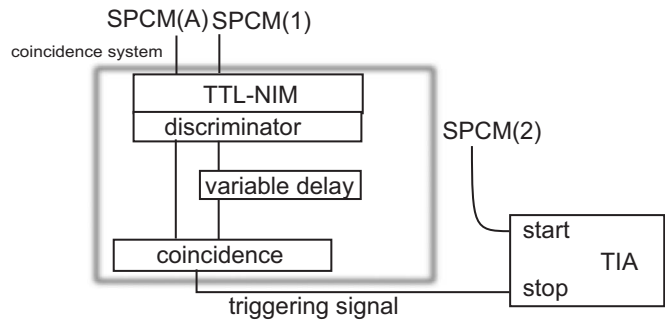 SPCM(A) SPCM(1)
coincidence system
TTL-NIM
discriminator
SPCM(2)
variable delay
start
coincidence
TIA
stop
triggering signal